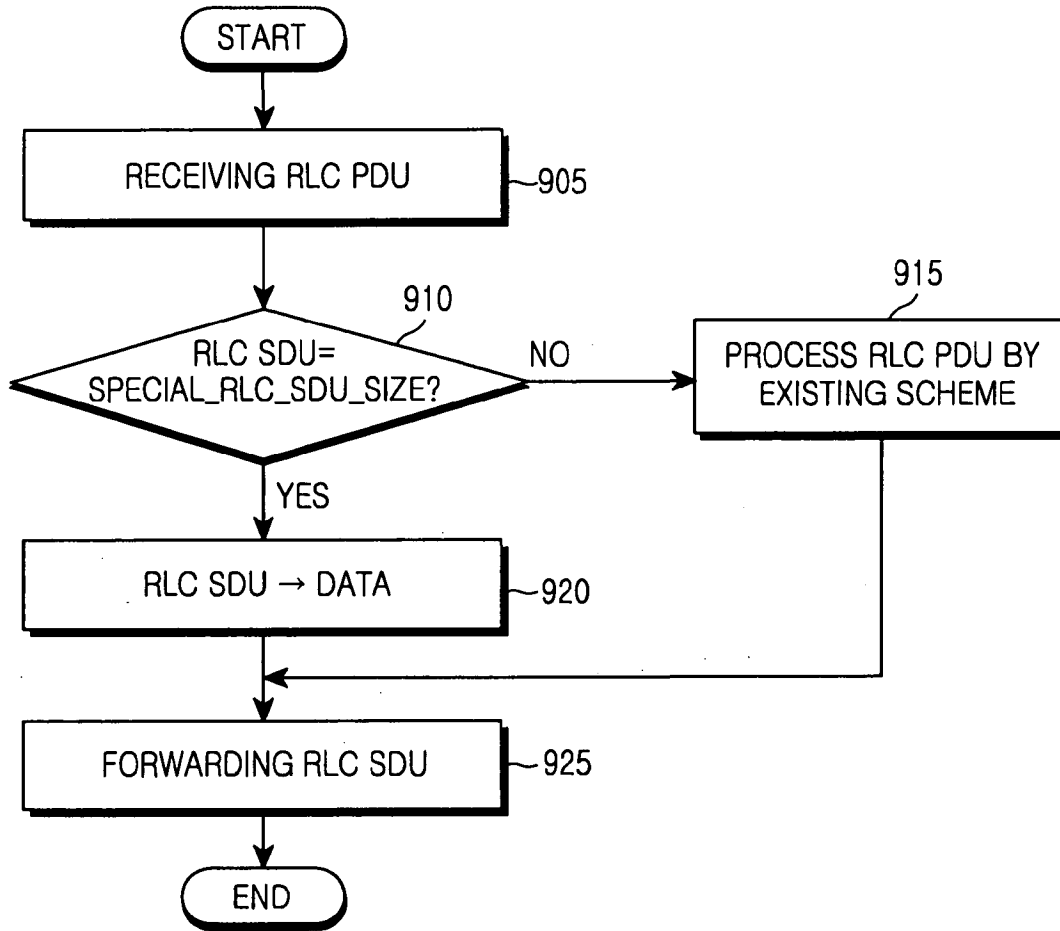 START
RECEIVING RLC PDU
905
910
RLC SDU=
SPECIAL_RLC_SDU_SIZE?
NO
915
PROCESS RLC PDU BY
EXISTING SCHEME
YES
RLC SDU → DATA
920
FORWARDING RLC SDU
925
END